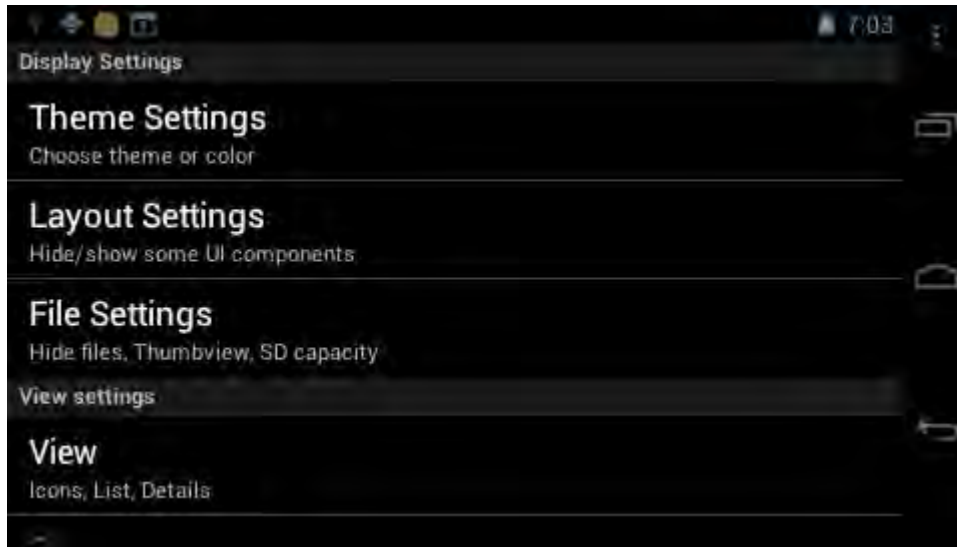 7:03
Display Settings
Theme Settings
Choose theme or color
Layout Settings
Hide/show some UI components
File Settings
Hide files, Thumbview, SD capacity
View settings
View
Icons, List, Details